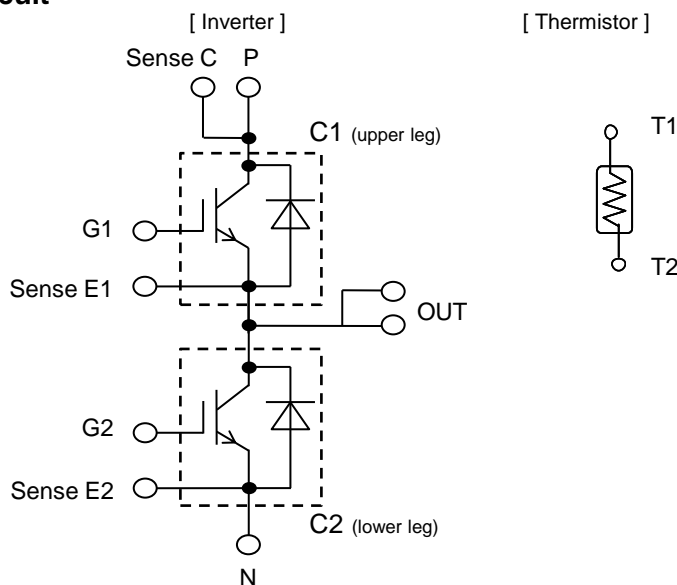 [ Inverter ]
[ Thermistor ]
Sense C
P
C1 (upper leg)
T1
G1
Sense E1
T2
OUT
G2
Sense E2
C2 (lower leg)
N